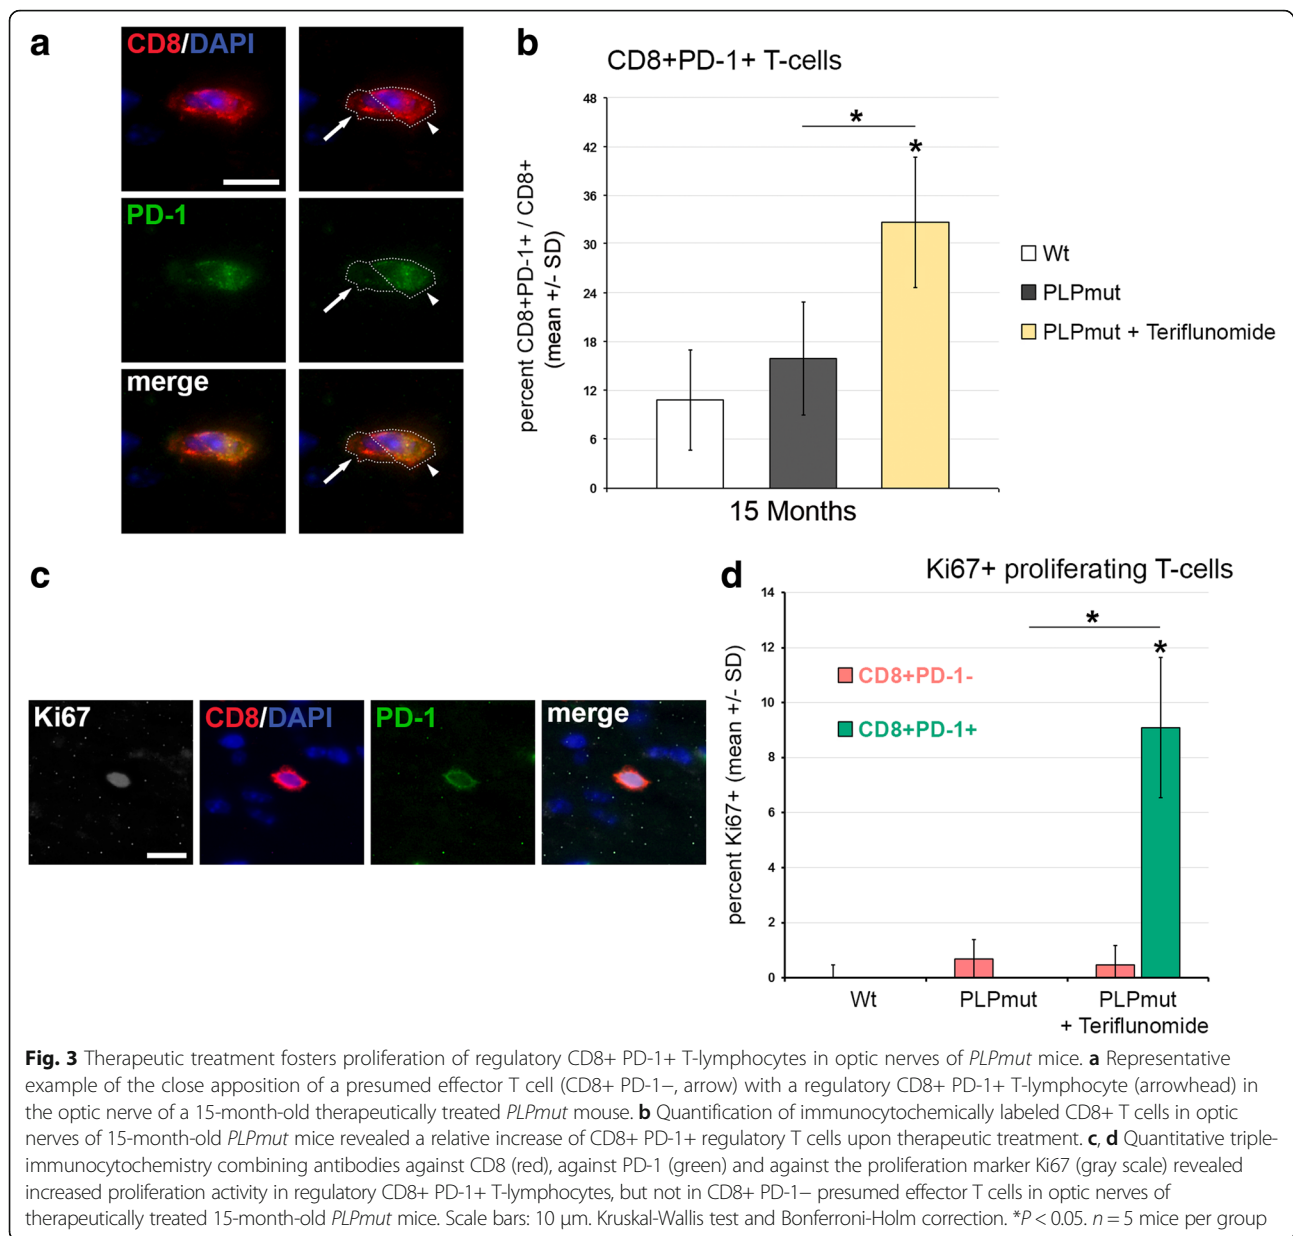 a
CD8/DAPI
PD-1
merge
b
CD8+PD-1+ T-cells
percent CD8+PD-1+ / CD8+
(mean +/- SD)
48
42
36
30
24
18
12
6
0
*
*
15 Months
Wt
PLPmut
PLPmut + Teriflunomide
c
Ki67
CD8/DAPI
PD-1
merge
d
Ki67+ proliferating T-cells
percent Ki67+ (mean +/- SD)
14
12
10
8
6
4
2
0
*
*
CD8+PD-1-
CD8+PD-1+
Wt
PLPmut
PLPmut
+ Teriflunomide
Fig. 3 Therapeutic treatment fosters proliferation of regulatory CD8+ PD-1+ T-lymphocytes in optic nerves of PLPmut mice. a Representative
example of the close apposition of a presumed effector T cell (CD8+ PD-1−, arrow) with a regulatory CD8+ PD-1+ T-lymphocyte (arrowhead) in
the optic nerve of a 15-month-old therapeutically treated PLPmut mouse. b Quantification of immunocytochemically labeled CD8+ T cells in optic
nerves of 15-month-old PLPmut mice revealed a relative increase of CD8+ PD-1+ regulatory T cells upon therapeutic treatment. c, d Quantitative triple-
immunocytochemistry combining antibodies against CD8 (red), against PD-1 (green) and against the proliferation marker Ki67 (gray scale) revealed
increased proliferation activity in regulatory CD8+ PD-1+ T-lymphocytes, but not in CD8+ PD-1− presumed effector T cells in optic nerves of
therapeutically treated 15-month-old PLPmut mice. Scale bars: 10 μm. Kruskal-Wallis test and Bonferroni-Holm correction. *P < 0.05. n = 5 mice per group